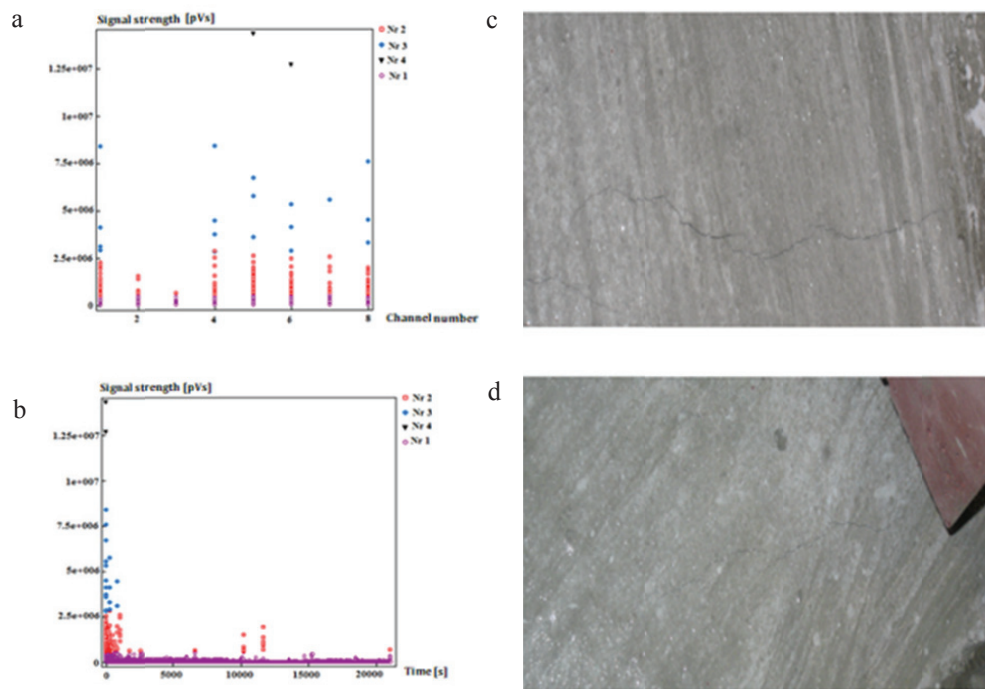 a
Signal strength [pVs]
Nr 2
Nr 3
Nr 4
Nr 1
1.25e+007
1e+007
7.5e+006
5e+006
2.5e+006
0
2 4 6 8
Channel number
c
b
Signal strength [pVs]
Nr 2
Nr 3
Nr 4
Nr 1
1.25e+007
1e+007
7.5e+006
5e+006
2.5e+006
0
0 5000 10000 15000 20000
Time [s]
d